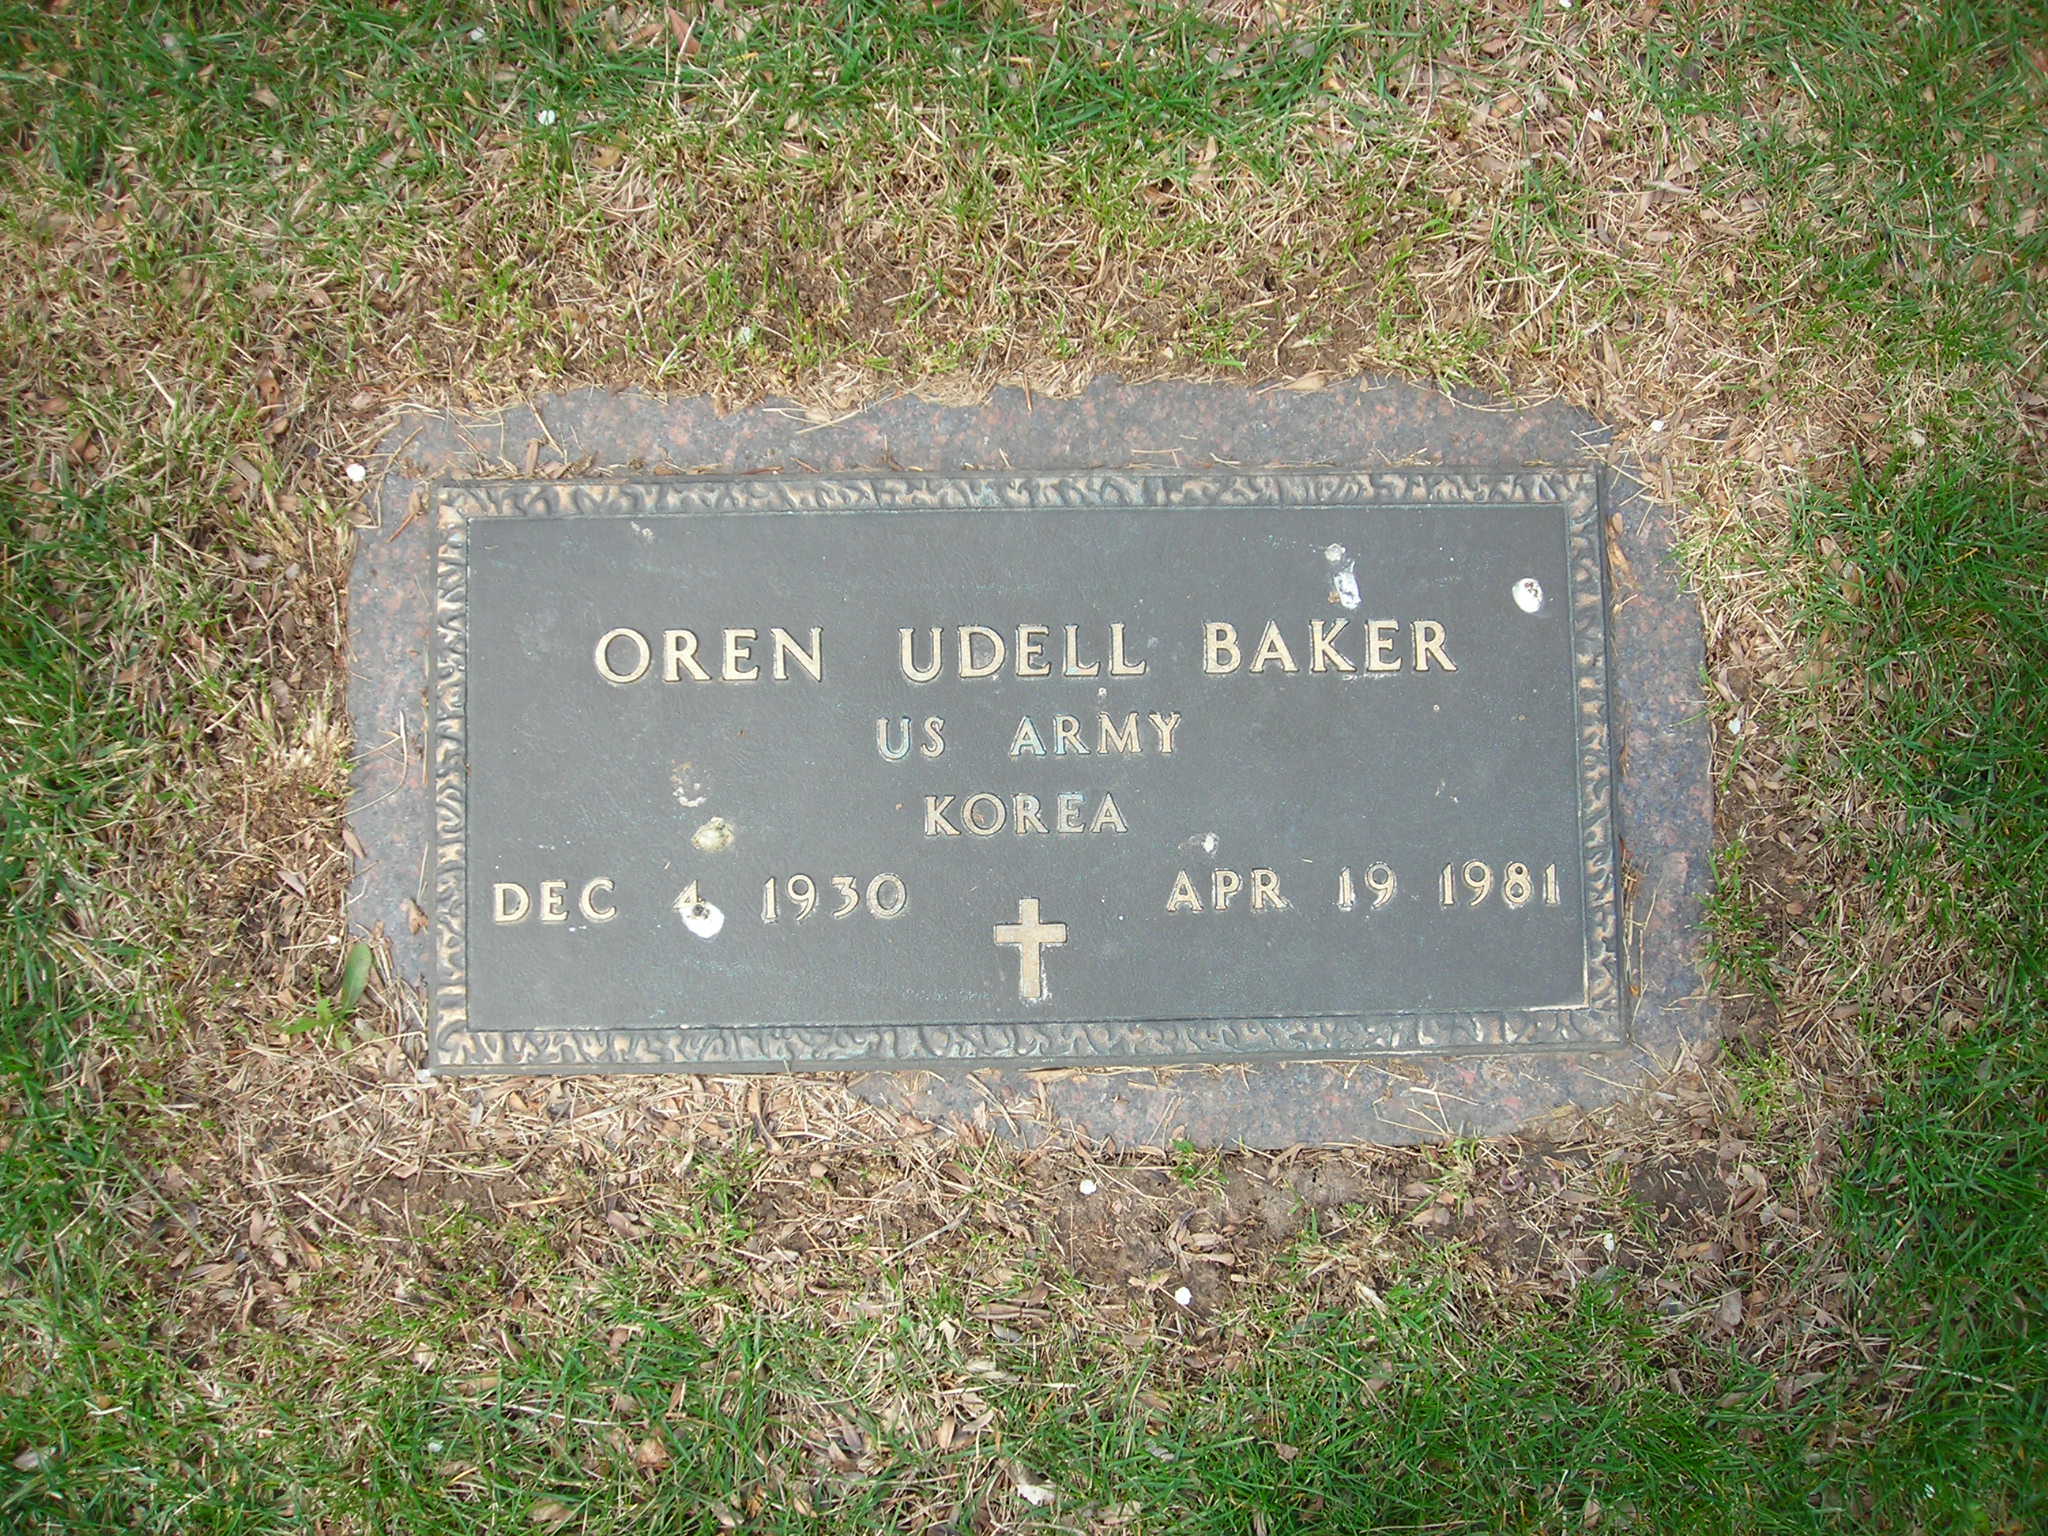 OREN UDELL BAKER
US ARMY
KOREA
DEC 4 1930 APR 19 1981